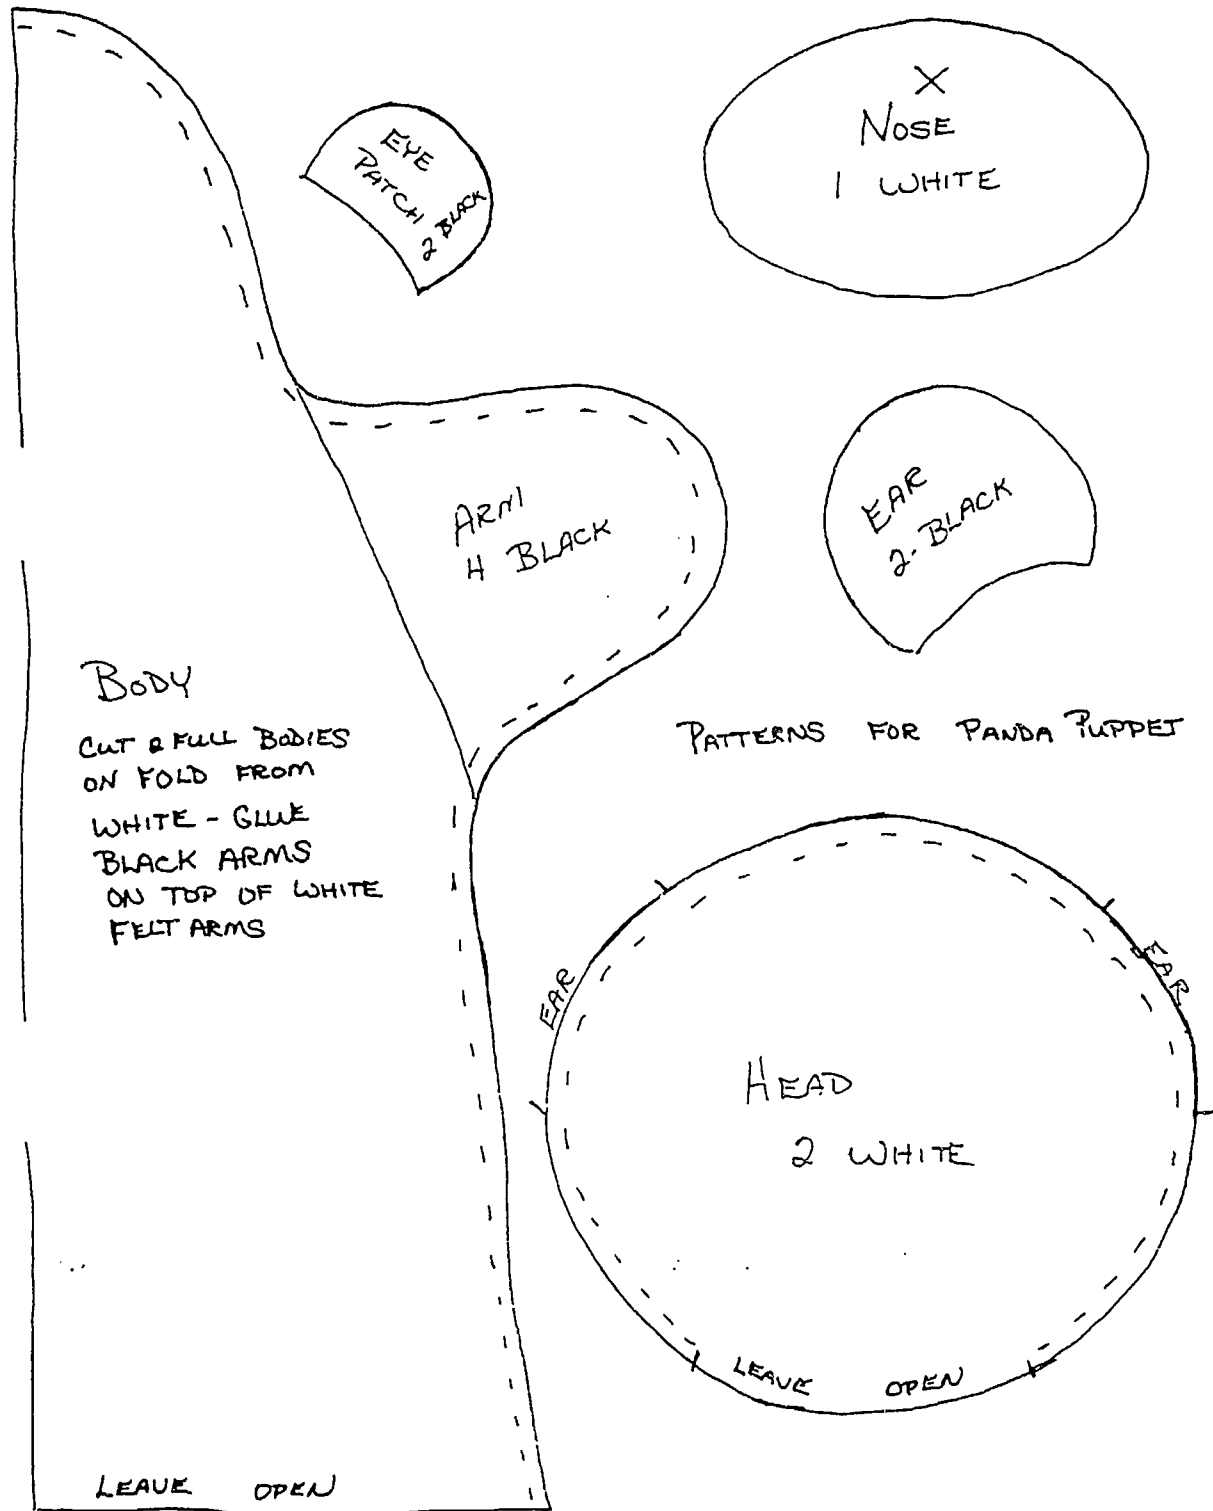 EYE
PATCH
2 BLACK
X
NOSE
1 WHITE
ARM
4 BLACK
EAR
2-BLACK
BODY
CUT 2 FULL BODIES
ON FOLD FROM
WHITE - GLUE
BLACK ARMS
ON TOP OF WHITE
FELT ARMS
PATTERNS FOR PANDA PUPPET
EAR
EAR
HEAD
2 WHITE
LEAVE OPEN
LEAVE OPEN